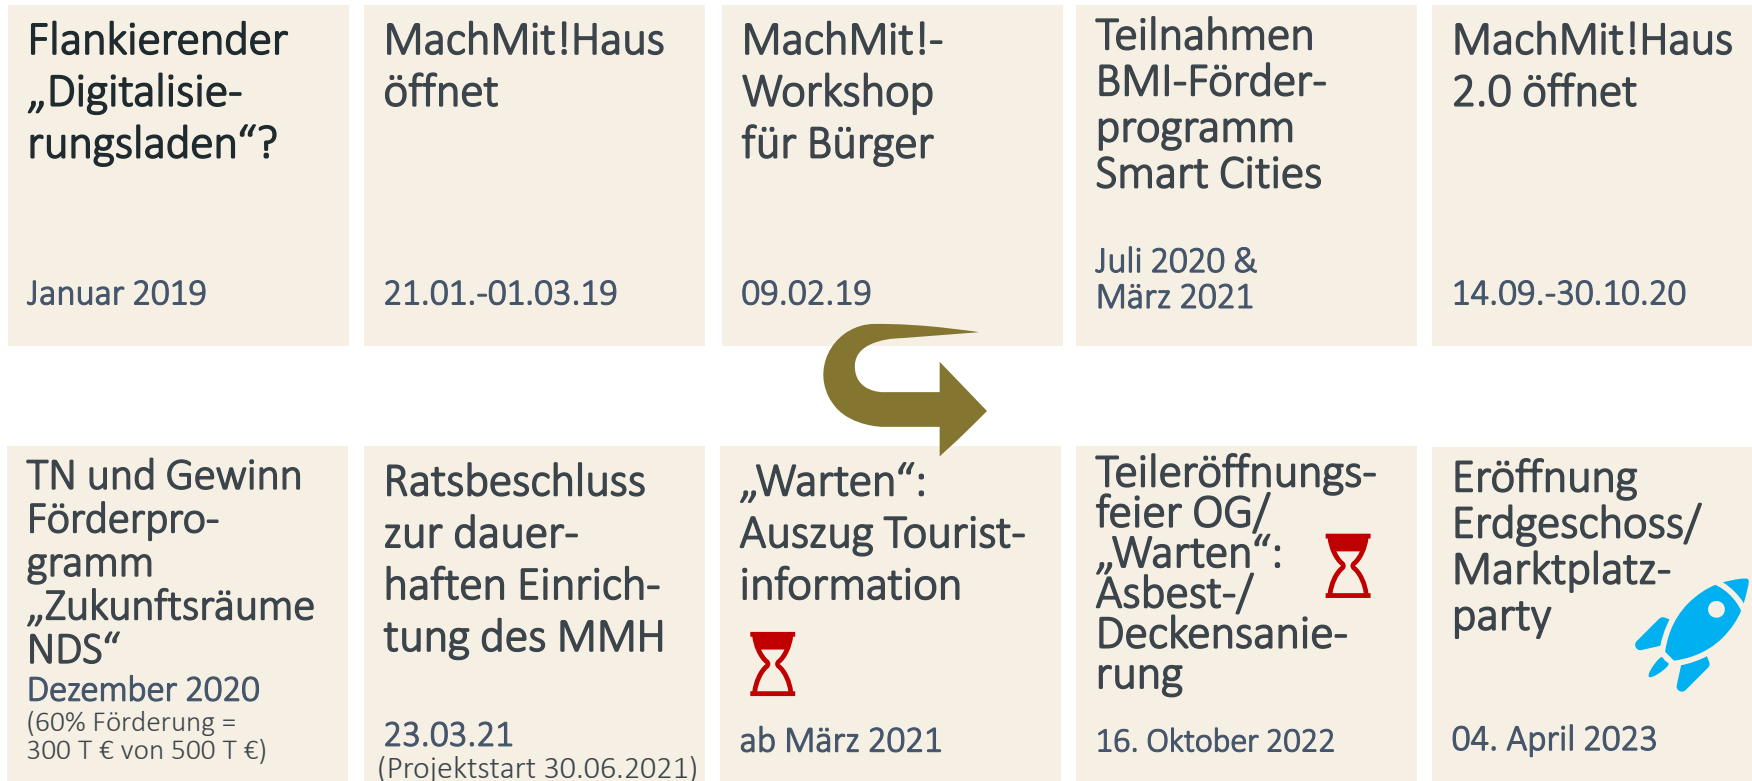 Flankierender
„Digitalisie-
rungsladen“?
Januar 2019
MachMit!Haus
öffnet
21.01.-01.03.19
MachMit!-
Workshop
für Bürger
09.02.19
Teilnahmen
BMI-Förder-
programm
Smart Cities
Juli 2020 &
März 2021
MachMit!Haus
2.0 öffnet
14.09.-30.10.20
TN und Gewinn
Förderpro-
gramm
„Zukunftsräume
NDS“
Dezember 2020
(60% Förderung =
300 T € von 500 T €)
Ratsbeschluss
zur dauer-
haften Einrich-
tung des MMH
23.03.21
(Projektstart 30.06.2021)
„Warten“:
Auszug Tourist-
information
ab März 2021
Teileröffnungs-
feier OG/
„Warten“:
Asbest-/
Deckensanie-
rung
16. Oktober 2022
Eröffnung
Erdgeschoss/
Marktplatz-
party
04. April 2023